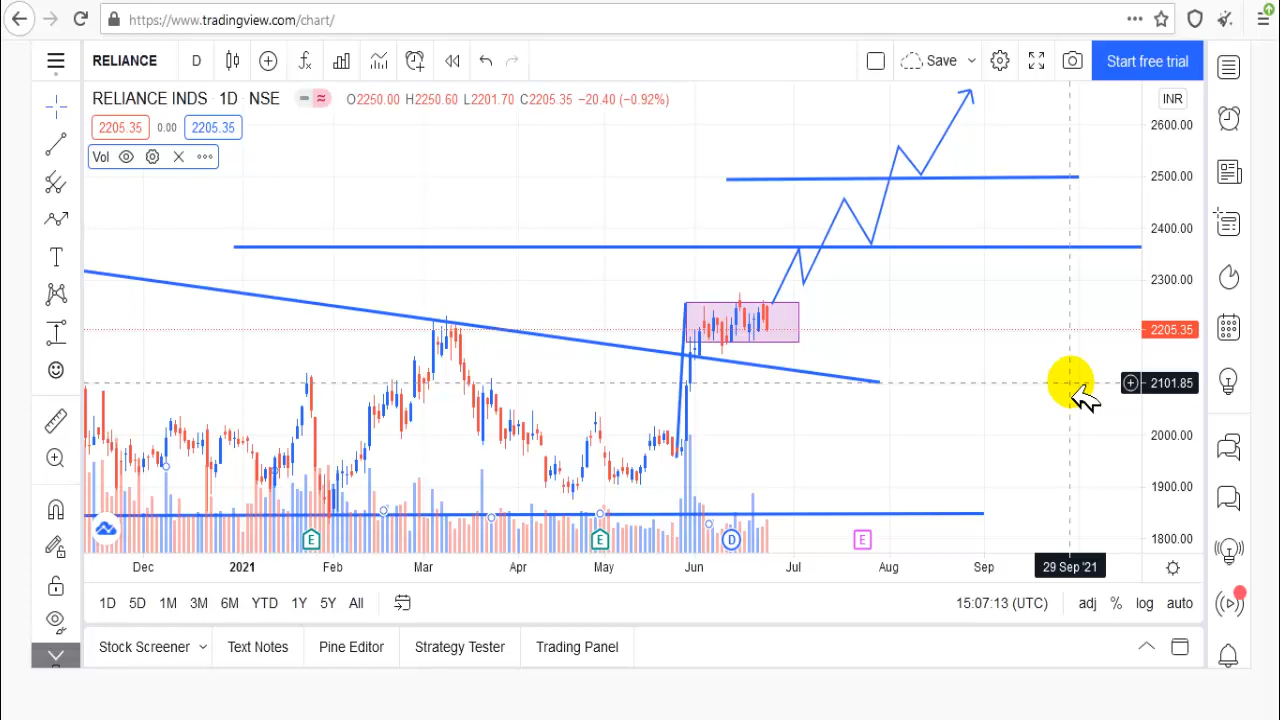 https://www.tradingview.com/chart/
RELIANCE D Save Start free trial
RELIANCE INDS · 1D · NSE O2250.00 H2250.60 L2201.70 C2205.35 −20.40 (−0.92%) INR
2205.35 0.00 2205.35
Vol
2600.00
2500.00
2400.00
2300.00
2205.35
2101.85
2000.00
1900.00
1800.00
E E D E
Dec 2021 Feb Mar Apr May Jun Jul Aug Sep 29 Sep '21
1D 5D 1M 3M 6M YTD 1Y 5Y All 15:07:13 (UTC) adj % log auto
Stock Screener Text Notes Pine Editor Strategy Tester Trading Panel